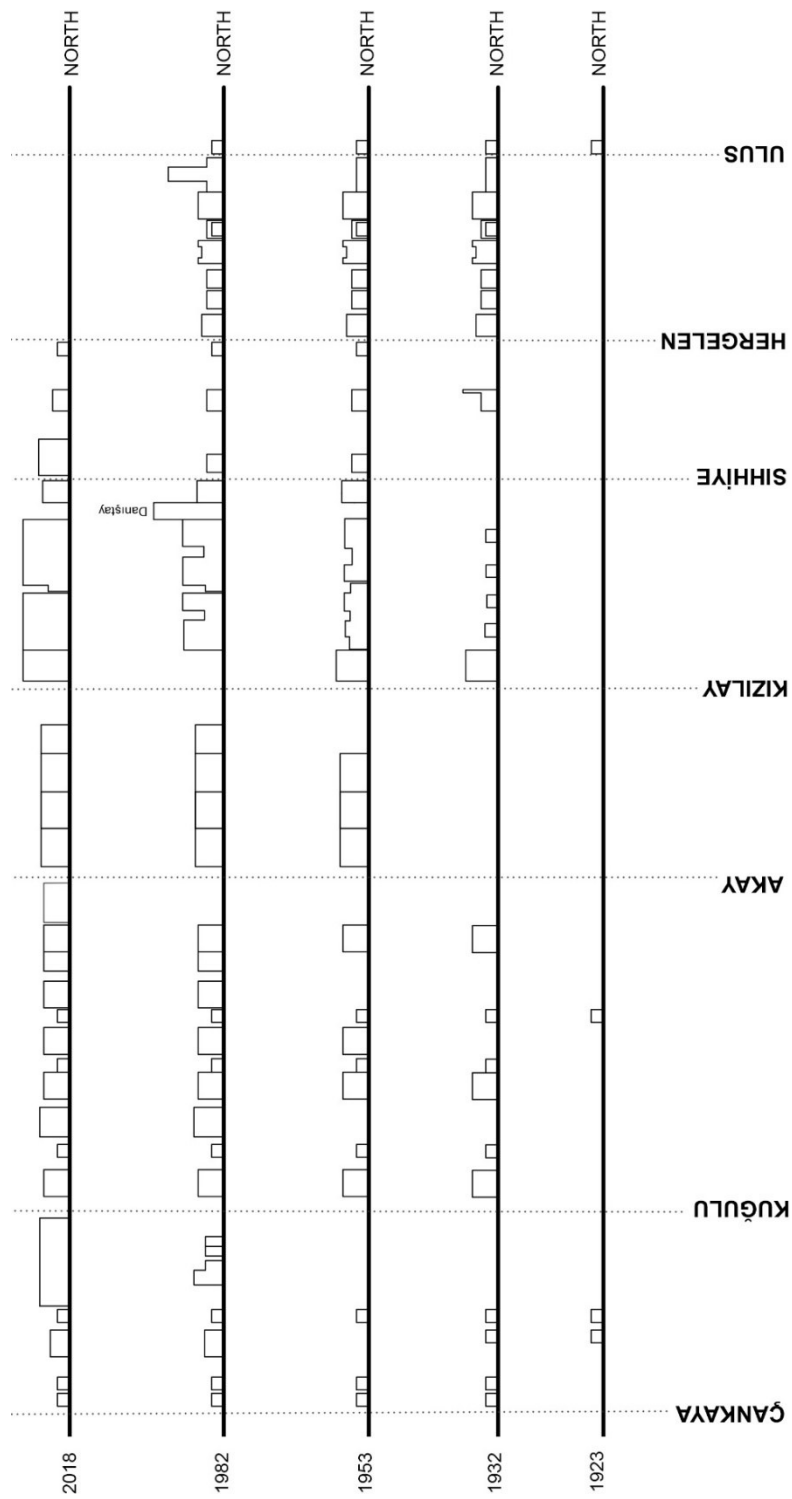 NORTH
NORTH
NORTH
NORTH
NORTH
ULUS
HERGELEN
SIHHİYE
Danıştay
KIZILAY
AKAY
KUĞULU
ÇANKAYA
2018
1982
1953
1932
1923